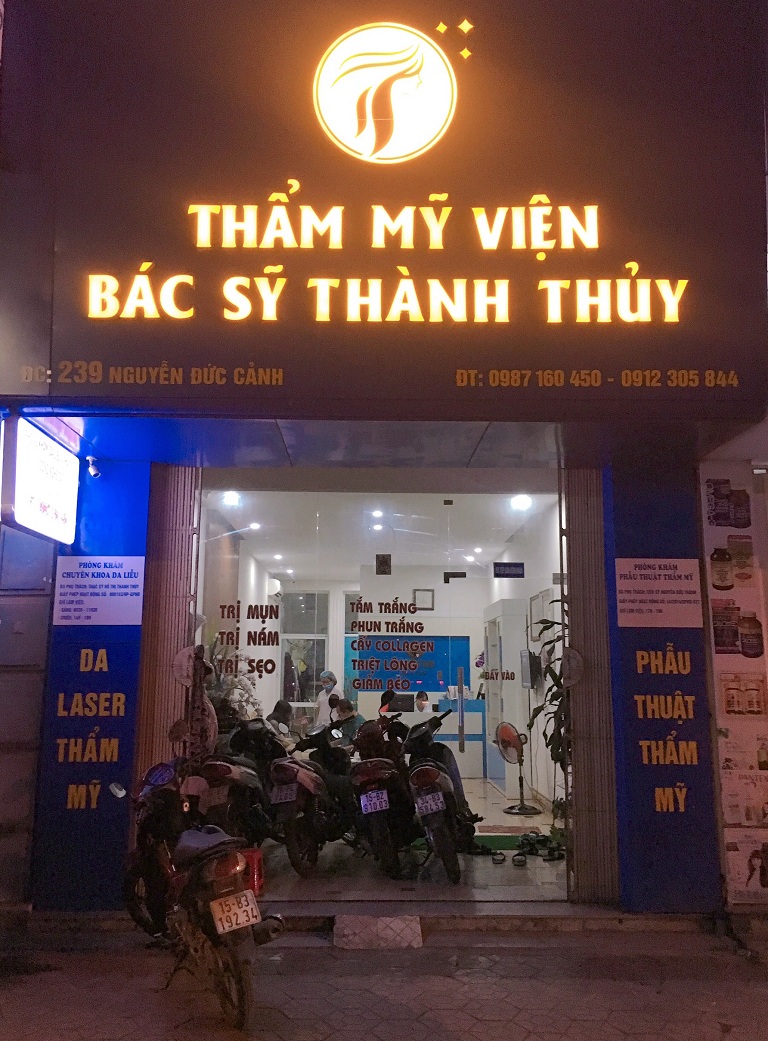 THẨM MỸ VIỆN
BÁC SỸ THÀNH THỦY
ĐC: 239 NGUYỄN ĐỨC CẢNH
ĐT: 0987 160 450 - 0912 305 844
PHÒNG KHÁM
CHUYÊN KHOA DA LIỄU
DA
LASER
THẨM
MỸ
TRỊ MỤN
TRỊ NÁM
TRỊ SẸO
TẮM TRẮNG
PHUN TRẮNG
CẤY COLLAGEN
TRIỆT LÔNG
GIẢM BÉO
ĐẨY VÀO
PHÒNG KHÁM
PHẪU THUẬT THẨM MỸ
PHẪU
THUẬT
THẨM
MỸ
15-B3
192.34
15-B2